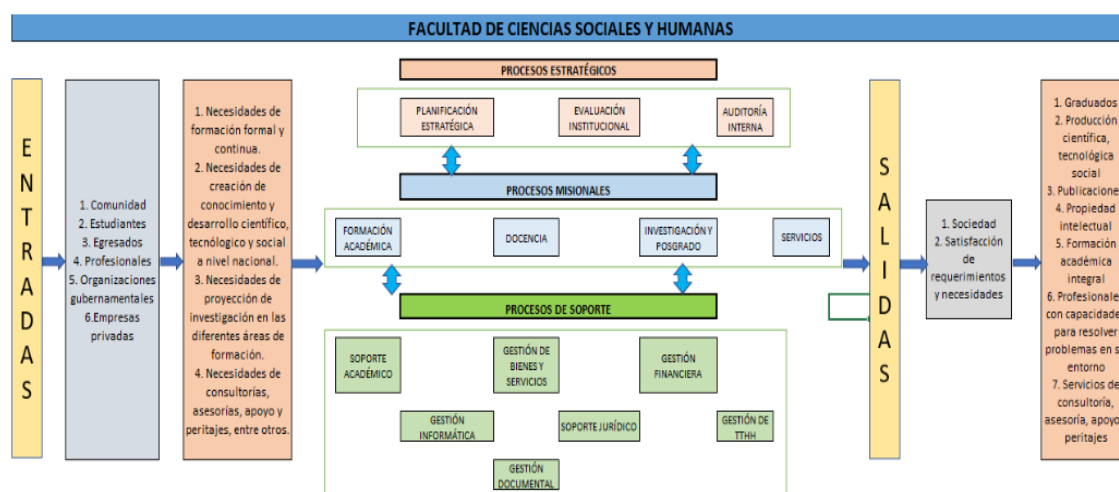 FACULTAD DE CIENCIAS SOCIALES Y HUMANAS
E
N
T
R
A
D
A
S
1. Comunidad
2. Estudiantes
3. Egresados
4. Profesionales
5. Organizaciones
gubernamentales
6.Empresas
privadas
1. Necesidades de
formación formal y
continua.
2. Necesidades de
creación de
conocimiento y
desarrollo científico,
tecnólogico y social
a nivel nacional.
3. Necesidades de
proyección de
investigación en las
diferentes áreas de
formación.
4. Necesidades de
consultorías,
asesorías, apoyo y
peritajes, entre otros.
PROCESOS ESTRATÉGICOS
PLANIFICACIÓN
ESTRATÉGICA
EVALUACIÓN
INSTITUCIONAL
AUDITORÍA
INTERNA
PROCESOS MISIONALES
FORMACIÓN
ACADÉMICA
DOCENCIA
INVESTIGACIÓN Y
POSGRADO
SERVICIOS
PROCESOS DE SOPORTE
SOPORTE
ACADÉMICO
GESTIÓN DE
BIENES Y
SERVICIOS
GESTIÓN
FINANCIERA
GESTIÓN
INFORMÁTICA
SOPORTE JURÍDICO
GESTIÓN DE
TTHH
GESTIÓN
DOCUMENTAL
S
A
L
I
D
A
S
1. Sociedad
2. Satisfacción
de
requerimientos
y necesidades
1. Graduados
2. Producción
científica,
tecnológica
social
3. Publicacione
4. Propiedad
intelectual
5. Formación
académica
integral
6. Profesionale
con capacidade
para resolver
problemas en s
entorno
7. Servicios de
consultoría,
asesoría, apoyo
peritajes